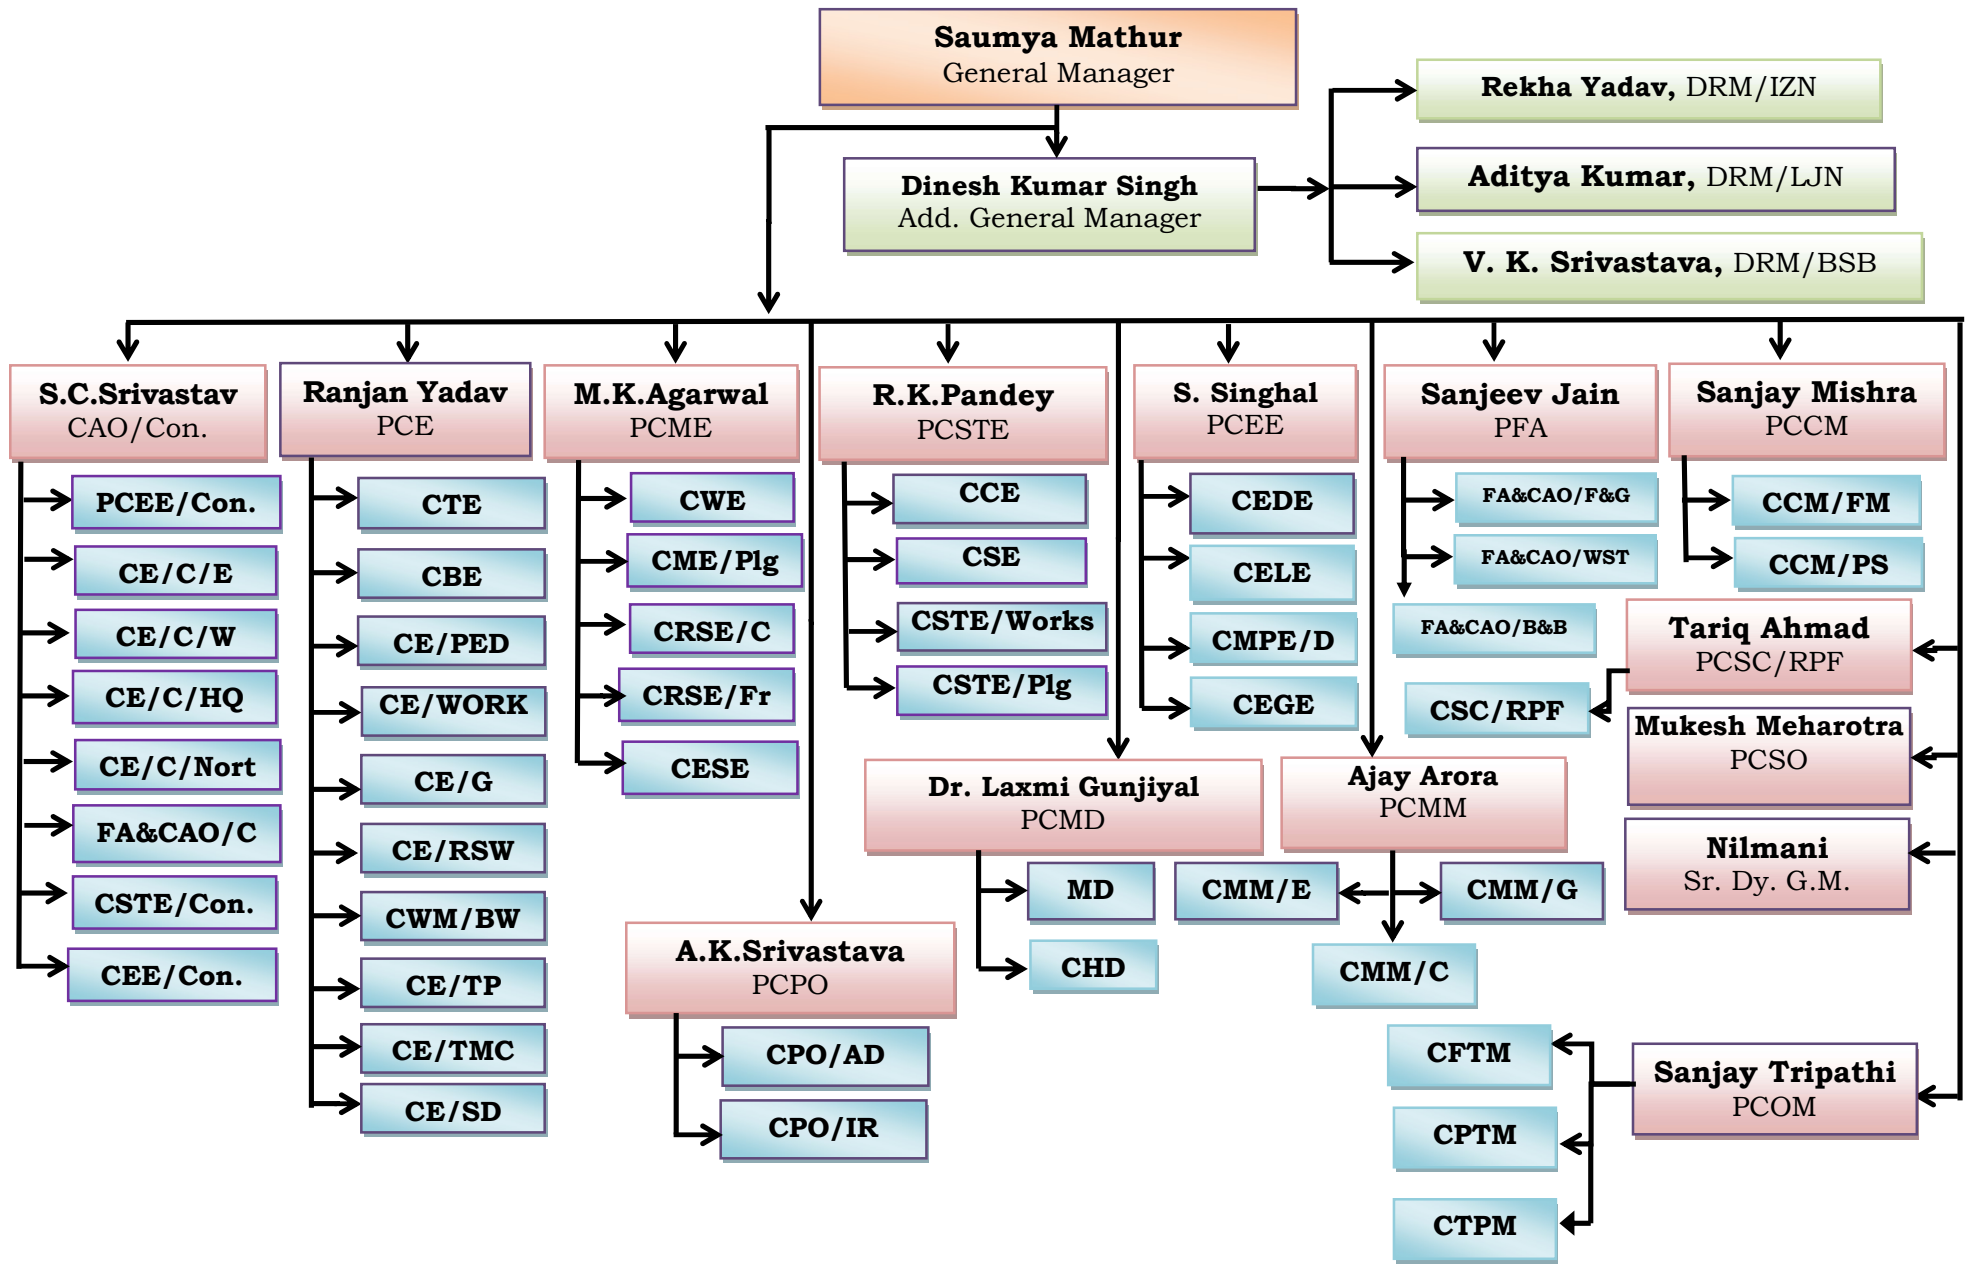 Saumya Mathur
General Manager
Rekha Yadav, DRM/IZN
Dinesh Kumar Singh
Add. General Manager
Aditya Kumar, DRM/LJN
V. K. Srivastava, DRM/BSB
S.C.Srivastav
CAO/Con.
PCEE/Con.
CE/C/E
CE/C/W
CE/C/HQ
CE/C/Nort
FA&CAO/C
CSTE/Con.
CEE/Con.
Ranjan Yadav
PCE
CTE
CBE
CE/PED
CE/WORK
CE/G
CE/RSW
CWM/BW
CE/TP
CE/TMC
CE/SD
M.K.Agarwal
PCME
CWE
CME/Plg
CRSE/C
CRSE/Fr
CESE
A.K.Srivastava
PCPO
CPO/AD
CPO/IR
R.K.Pandey
PCSTE
CCE
CSE
CSTE/Works
CSTE/Plg
Dr. Laxmi Gunjiyal
PCMD
MD
CHD
S. Singhal
PCEE
CEDE
CELE
CMPE/D
CEGE
Ajay Arora
PCMM
CMM/E
CMM/G
CMM/C
Sanjeev Jain
PFA
FA&CAO/F&G
FA&CAO/WST
FA&CAO/B&B
Sanjay Mishra
PCCM
CCM/FM
CCM/PS
Tariq Ahmad
PCSC/RPF
CSC/RPF
Mukesh Meharotra
PCSO
Nilmani
Sr. Dy. G.M.
Sanjay Tripathi
PCOM
CFTM
CPTM
CTPM